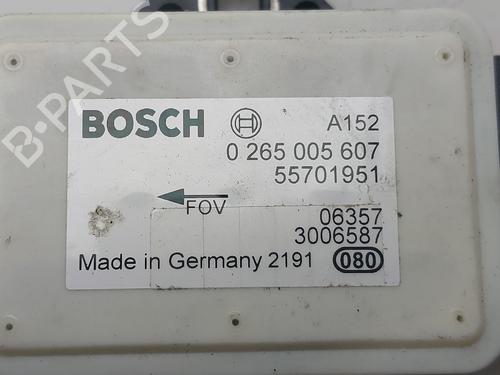 B-PARTS
BOSCH A152
0 265 005 607
55701951
FOV
06357
3006587
Made in Germany 2191 080